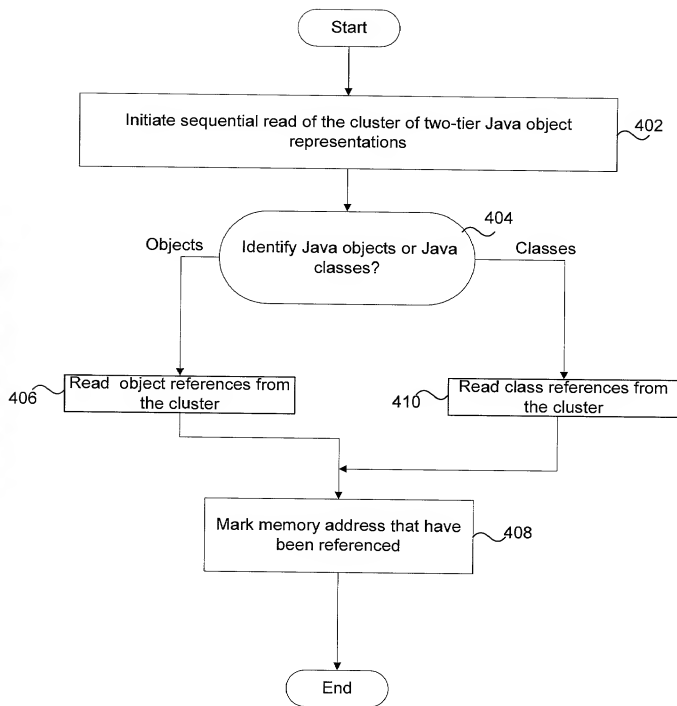 Start
Initiate sequential read of the cluster of two-tier Java object
representations
402
404
Identify Java objects or Java
classes?
Objects
Classes
Read object references from
the cluster
406
Read class references from
the cluster
410
Mark memory address that have
been referenced
408
End